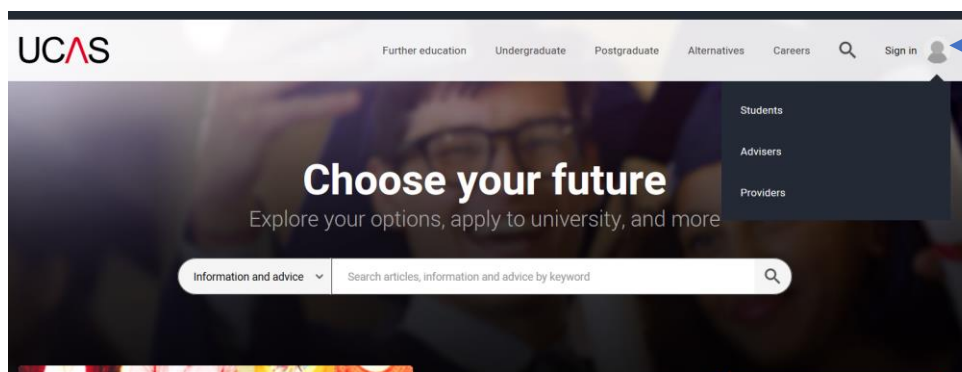 UCAS
Further education Undergraduate Postgraduate Alternatives Careers Sign in
Students
Advisers
Providers
Choose your future
Explore your options, apply to university, and more
Information and advice Search articles, information and advice by keyword